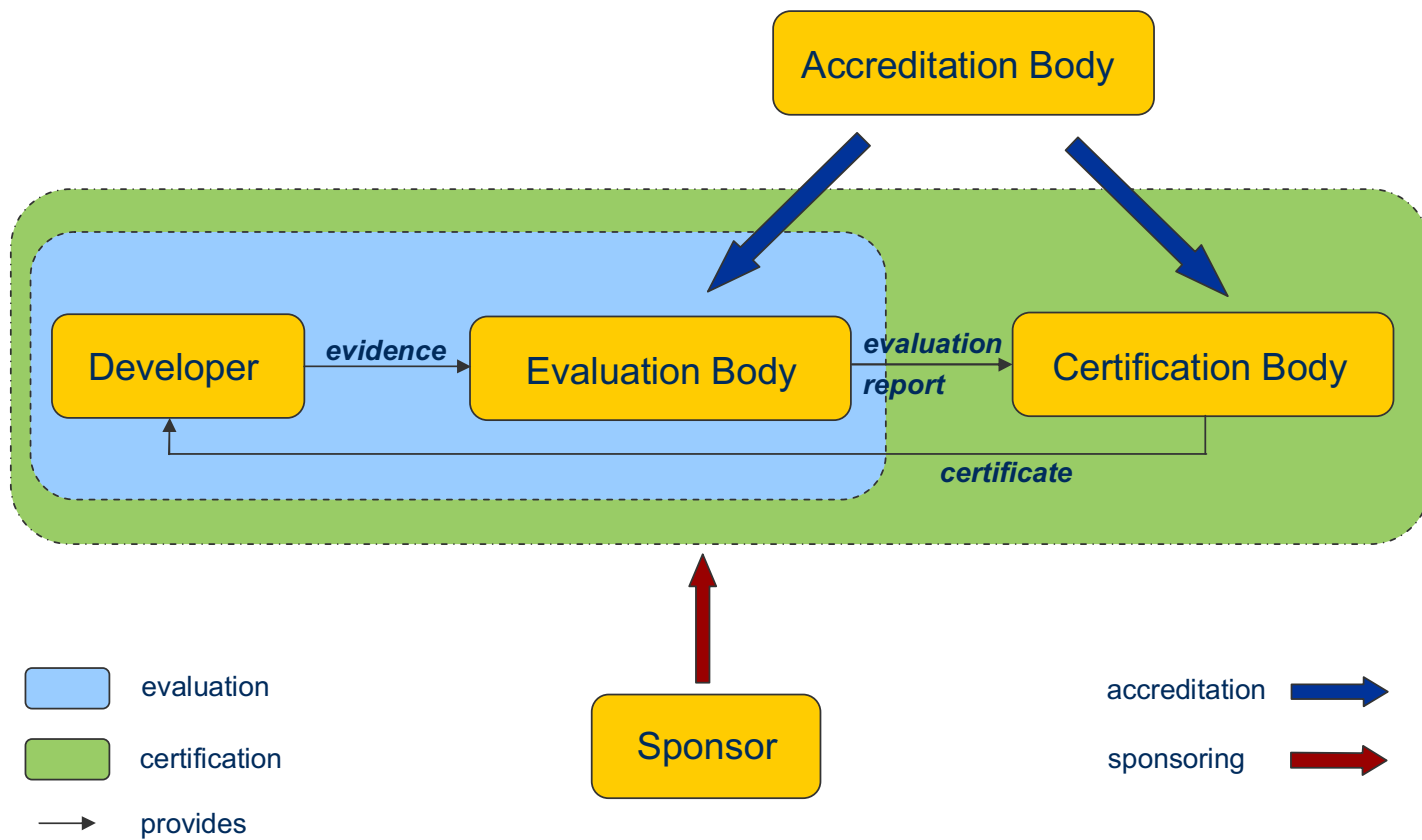 Accreditation Body
Developer
evidence
Evaluation Body
evaluation
report
Certification Body
certificate
evaluation
certification
provides
Sponsor
accreditation
sponsoring